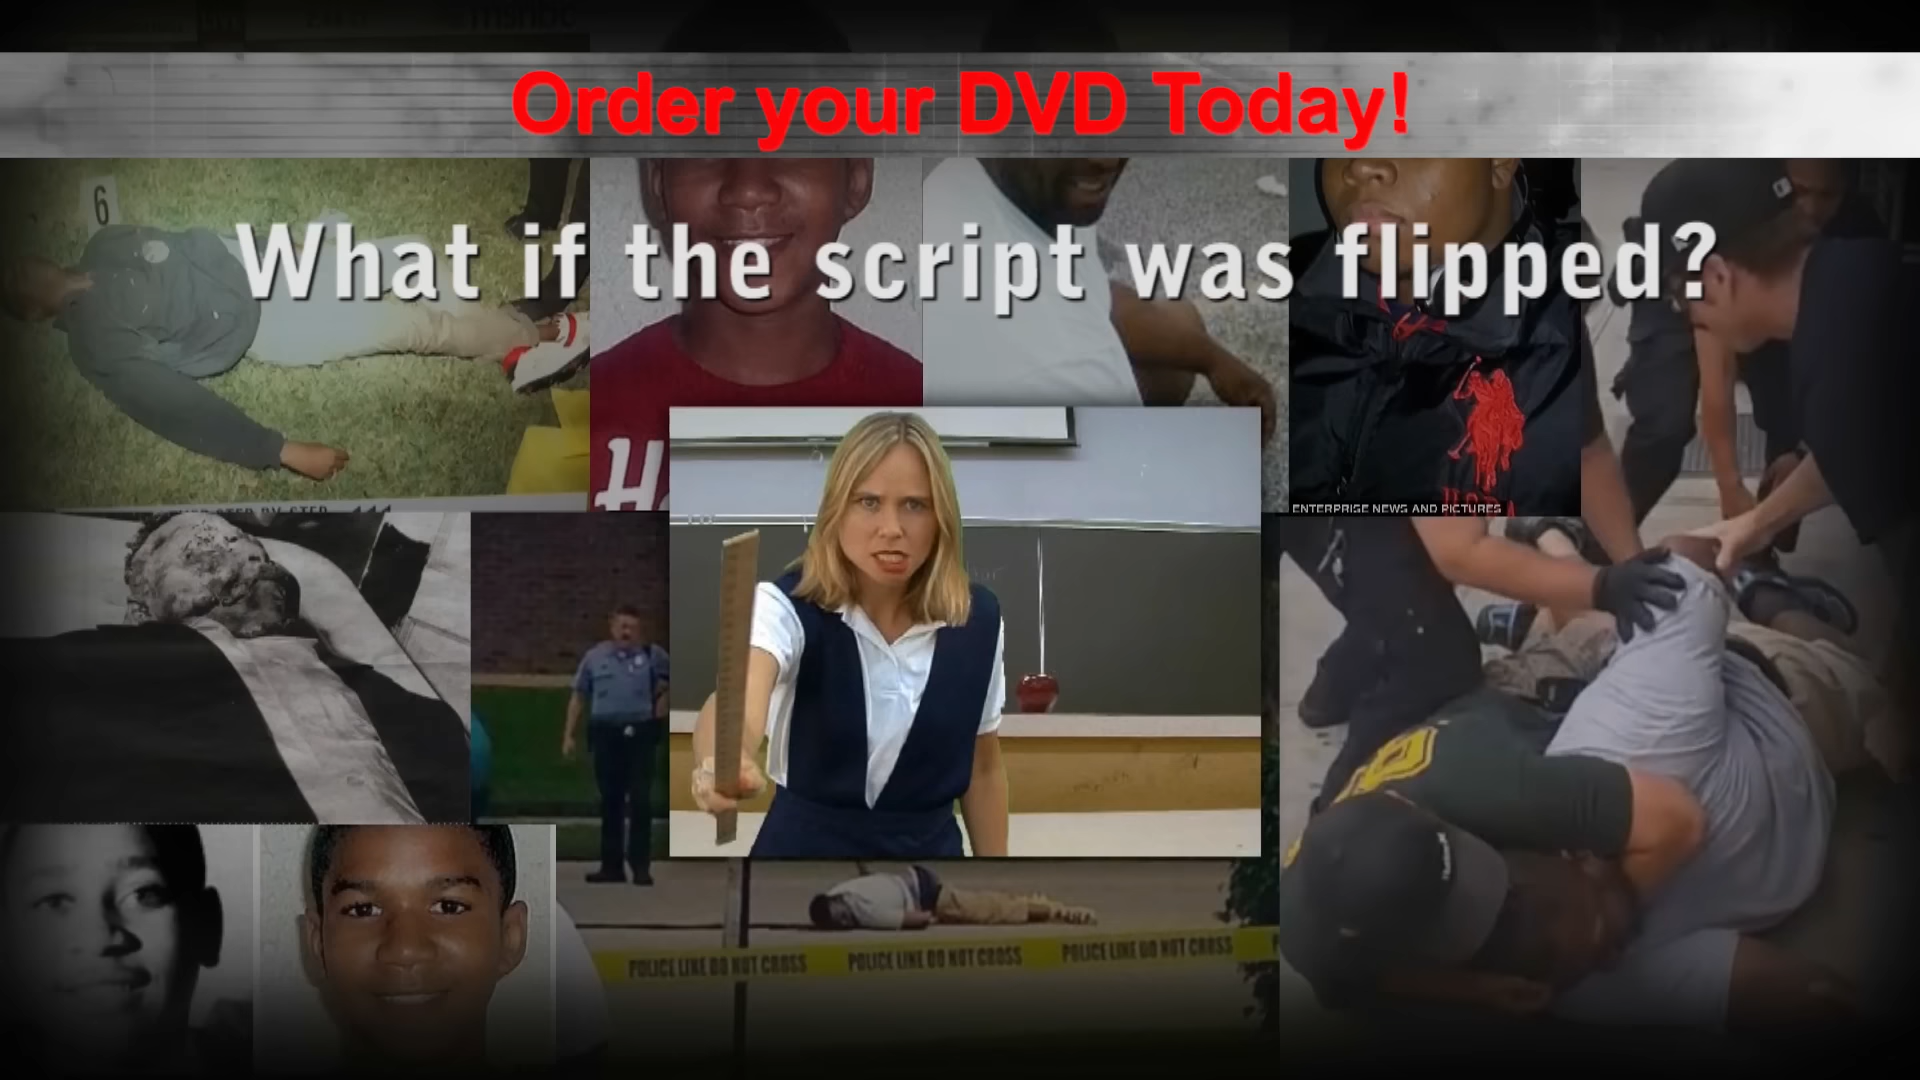 Order your DVD Today!
6
What if the script was flipped?
ENTERPRISE NEWS AND PICTURES
POLICE LINE DO NOT CROSS POLICE LINE DO NOT CROSS POLICE LINE DO NOT CROSS